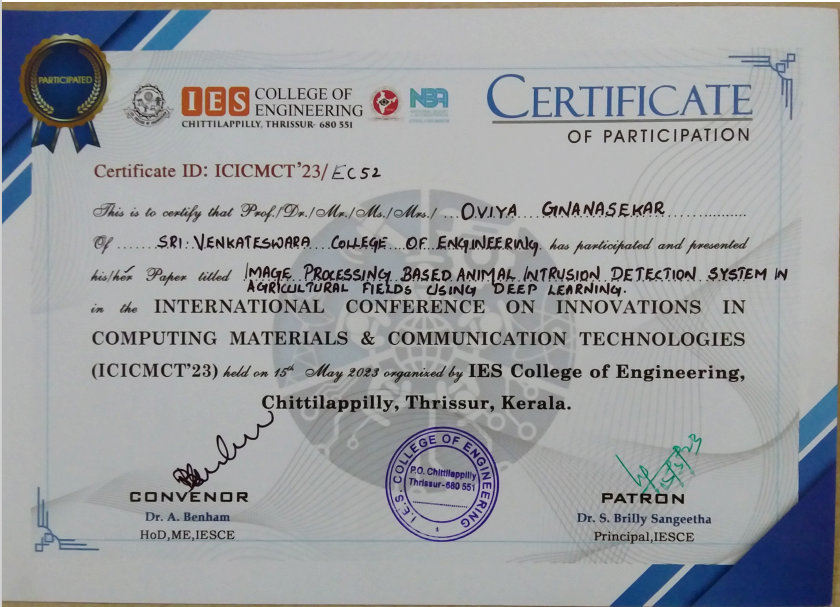 PARTICIPATED
IES COLLEGE OF
ENGINEERING
CHITTILAPPILLY, THRISSUR- 680 551
NBA
CERTIFICATE
OF PARTICIPATION
Certificate ID: ICICMCT'23/EC52
This is to certify that Prof./Dr./Mr./Ms./Mrs./ ...OVIYA GNANASEKAR...........
Of ......SRI VENKATESWARA COLLEGE OF ENGINEERING. has participated and presented
his/her Paper titled IMAGE PROCESSING BASED ANIMAL INTRUSION DETECTION SYSTEM IN
AGRICULTURAL FIELDS USING DEEP LEARNING.
in the INTERNATIONAL CONFERENCE ON INNOVATIONS IN
COMPUTING MATERIALS & COMMUNICATION TECHNOLOGIES
(ICICMCT'23) held on 15th May 2023 organized by IES College of Engineering,
Chittilappilly, Thrissur, Kerala.
I.E.S. COLLEGE OF ENGINEERING
P.O. Chittilappilly
Thrissur-680 551
CONVENOR
Dr. A. Benham
HoD,ME,IESCE
PATRON
Dr. S. Brilly Sangeetha
Principal,IESCE